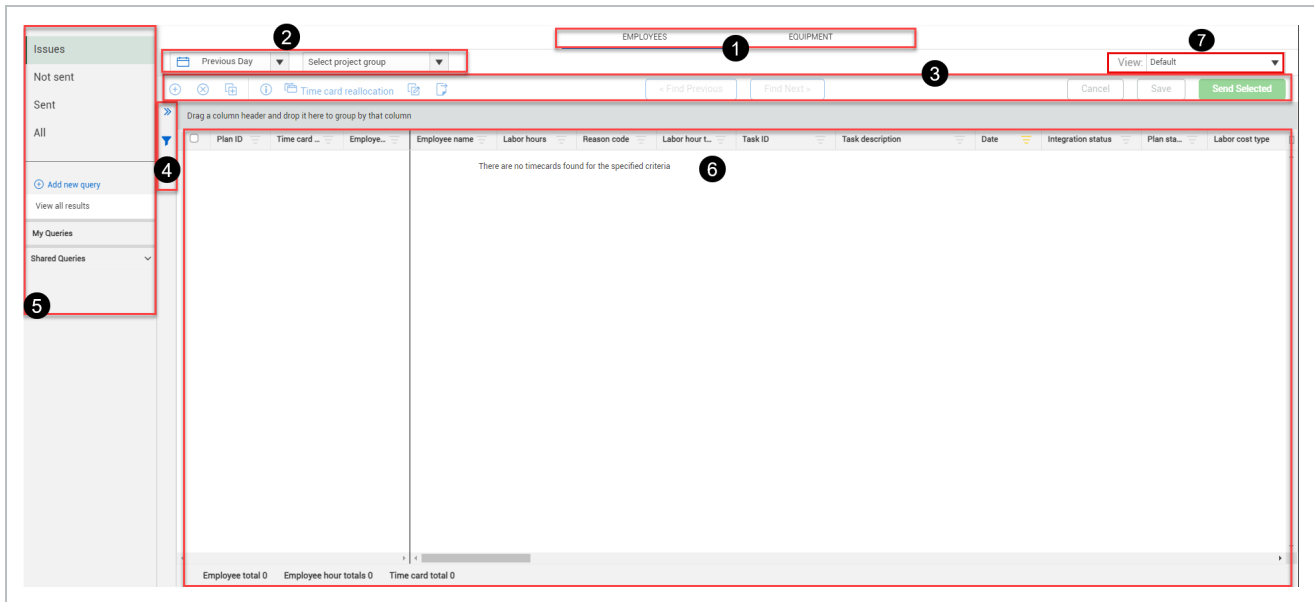 EMPLOYEES EQUIPMENT
1
2
7
Issues
Previous Day Select project group
View: Default
Not sent
3
Time card reallocation « Find Previous Find Next » Cancel Save Send Selected
Sent
Drag a column header and drop it here to group by that column
All
Plan ID Time card ... Employe... Employee name Labor hours Reason code Labor hour t... Task ID Task description Date Integration status Plan sta... Labor cost type
There are no timecards found for the specified criteria
6
4
Add new query
View all results
My Queries
Shared Queries
5
Employee total 0 Employee hour totals 0 Time card total 0